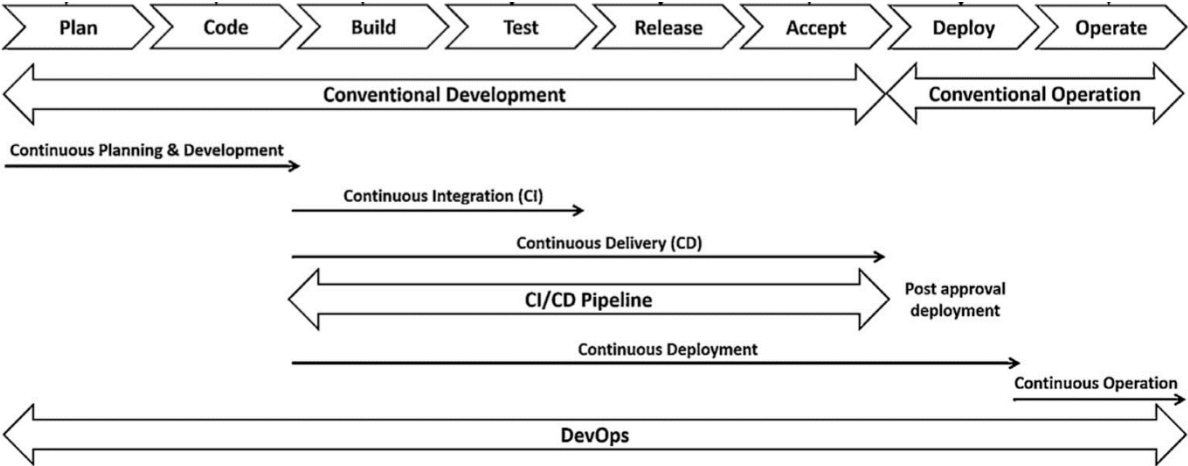 Plan Code Build Test Release Accept Deploy Operate
Conventional Development Conventional Operation
Continuous Planning & Development
Continuous Integration (CI)
Continuous Delivery (CD)
CI/CD Pipeline
Post approval
deployment
Continuous Deployment
Continuous Operation
DevOps